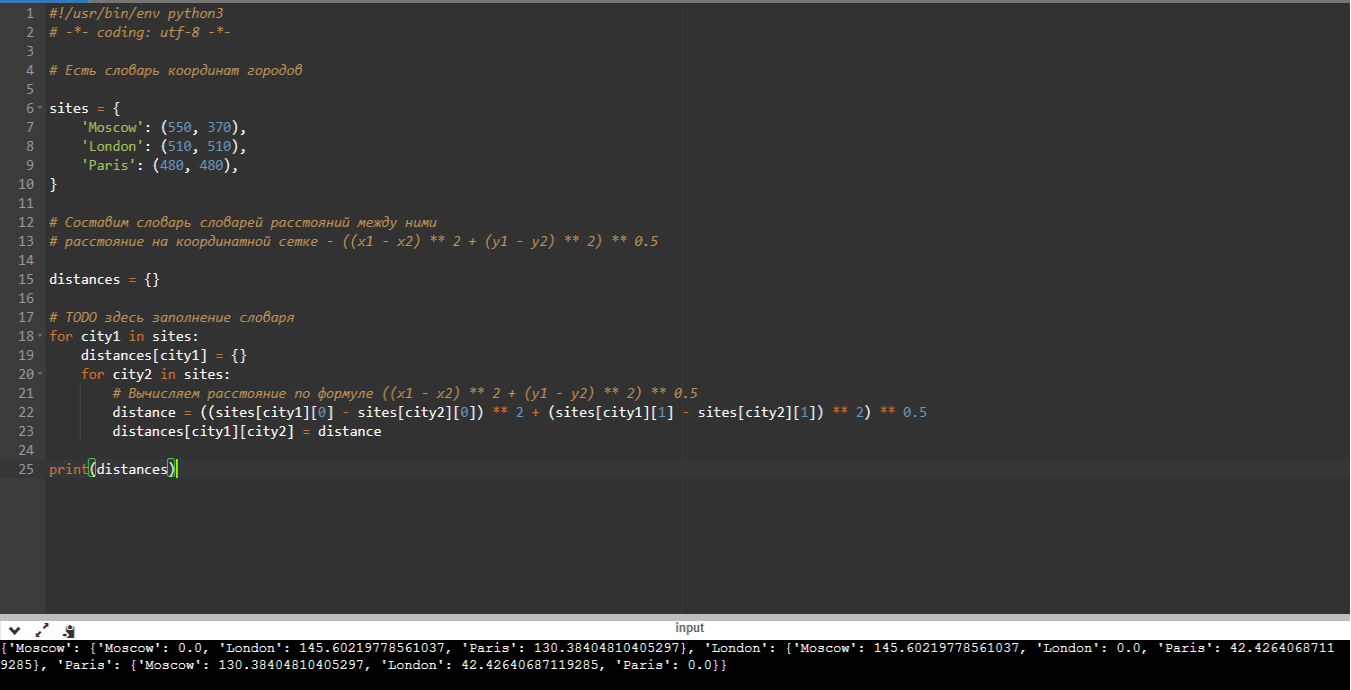 1 #!/usr/bin/env python3
2 # -*- coding: utf-8 -*-
3
4 # Есть словарь координат городов
5
6 sites = {
7     'Moscow': (550, 370),
8     'London': (510, 510),
9     'Paris': (480, 480),
10 }
11
12 # Составим словарь словарей расстояний между ними
13 # расстояние на координатной сетке - ((x1 - x2) ** 2 + (y1 - y2) ** 2) ** 0.5
14
15 distances = {}
16
17 # TODO здесь заполнение словаря
18 for city1 in sites:
19     distances[city1] = {}
20     for city2 in sites:
21         # Вычисляем расстояние по формуле ((x1 - x2) ** 2 + (y1 - y2) ** 2) ** 0.5
22         distance = ((sites[city1][0] - sites[city2][0]) ** 2 + (sites[city1][1] - sites[city2][1]) ** 2) ** 0.5
23         distances[city1][city2] = distance
24
25 print(distances)
input
{'Moscow': {'Moscow': 0.0, 'London': 145.60219778561037, 'Paris': 130.38404810405297}, 'London': {'Moscow': 145.60219778561037, 'London': 0.0, 'Paris': 42.4264068711
9285}, 'Paris': {'Moscow': 130.38404810405297, 'London': 42.42640687119285, 'Paris': 0.0}}